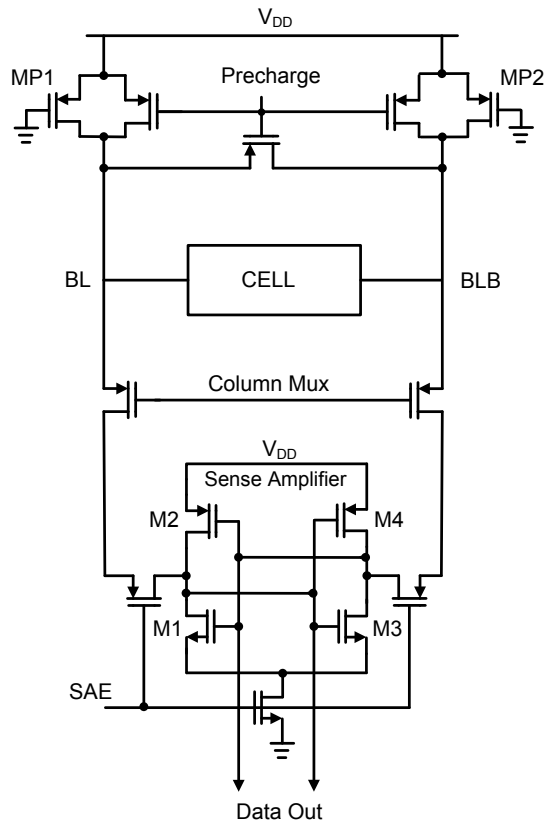 V_DD
MP1
Precharge
MP2
BL
CELL
BLB
Column Mux
V_DD
Sense Amplifier
M2
M4
M1
M3
SAE
Data Out